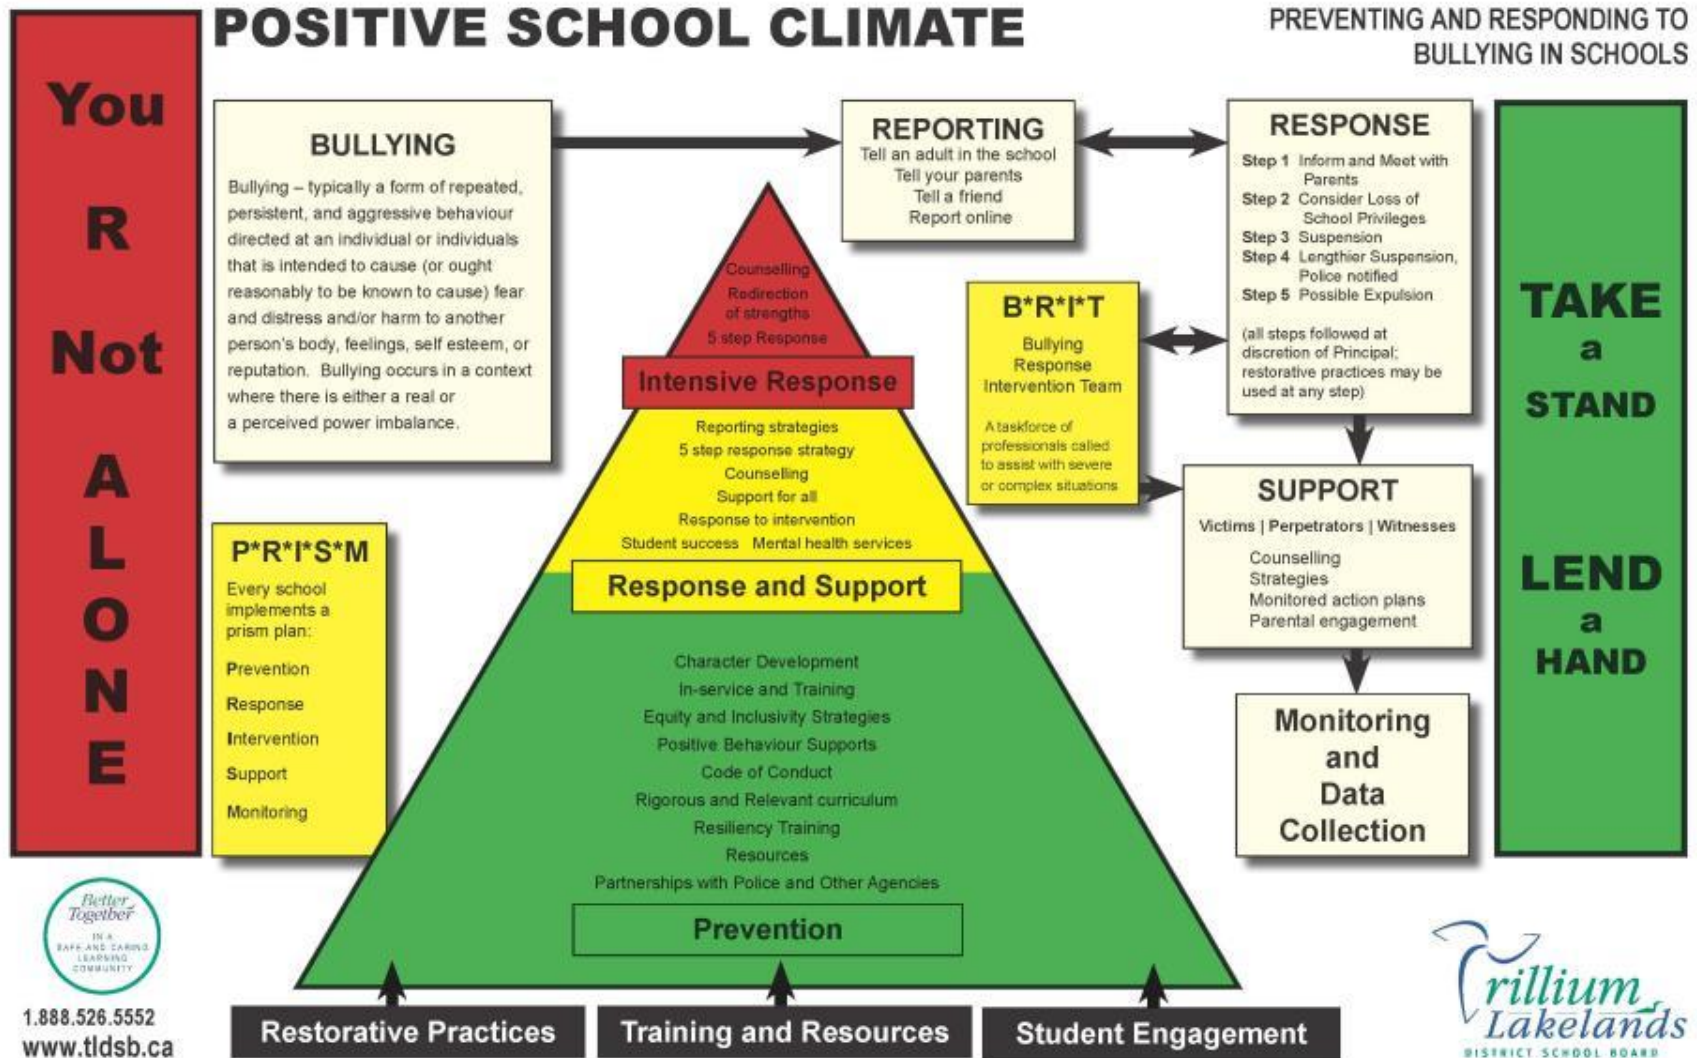 POSITIVE SCHOOL CLIMATE
PREVENTING AND RESPONDING TO
BULLYING IN SCHOOLS
You
R
Not
A
L
O
N
E
BULLYING
Bullying – typically a form of repeated,
persistent, and aggressive behaviour
directed at an individual or individuals
that is intended to cause (or ought
reasonably to be known to cause) fear
and distress and/or harm to another
person's body, feelings, self esteem, or
reputation. Bullying occurs in a context
where there is either a real or
a perceived power imbalance.
REPORTING
Tell an adult in the school
Tell your parents
Tell a friend
Report online
RESPONSE
Step 1 Inform and Meet with
Parents
Step 2 Consider Loss of
School Privileges
Step 3 Suspension
Step 4 Lengthier Suspension,
Police notified
Step 5 Possible Expulsion
(all steps followed at
discretion of Principal;
restorative practices may be
used at any step)
B*R*I*T
Bullying
Response
Intervention Team
A taskforce of
professionals called
to assist with severe
or complex situations
SUPPORT
Victims | Perpetrators | Witnesses
Counselling
Strategies
Monitored action plans
Parental engagement
Monitoring
and
Data
Collection
TAKE
a
STAND
LEND
a
HAND
P*R*I*S*M
Every school
implements a
prism plan:
Prevention
Response
Intervention
Support
Monitoring
Counselling
Redirection
of strengths
5 step Response
Intensive Response
Reporting strategies
5 step response strategy
Counselling
Support for all
Response to intervention
Student success Mental health services
Response and Support
Character Development
In-service and Training
Equity and Inclusivity Strategies
Positive Behaviour Supports
Code of Conduct
Rigorous and Relevant curriculum
Resiliency Training
Resources
Partnerships with Police and Other Agencies
Prevention
Restorative Practices
Training and Resources
Student Engagement
Better
Together
IN A
SAFE AND CARING
LEARNING
COMMUNITY
1.888.526.5552
www.tldsb.ca
Trillium
Lakelands
DISTRICT SCHOOL BOARD